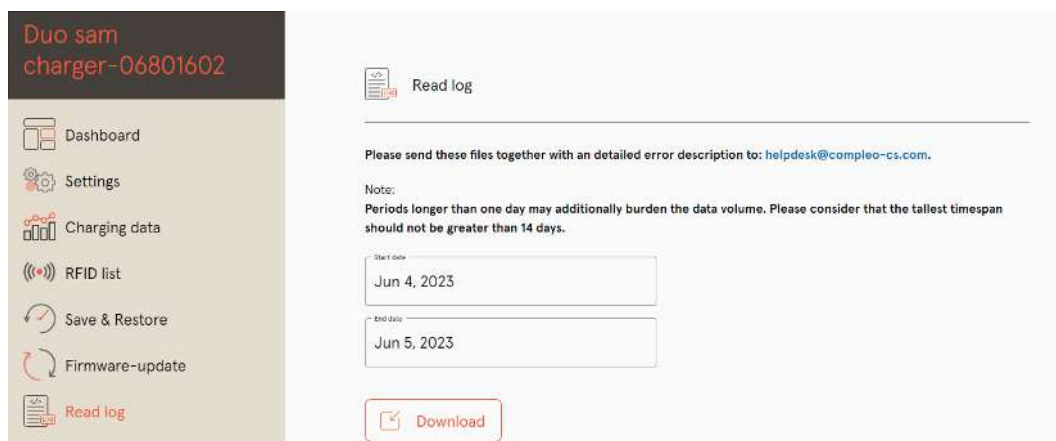 Duo sam
charger-06801602
Dashboard
Settings
Charging data
RFID list
Save & Restore
Firmware-update
Read log
Read log
Please send these files together with an detailed error description to: helpdesk@compleo-cs.com.
Note:
Periods longer than one day may additionally burden the data volume. Please consider that the tallest timespan
should not be greater than 14 days.
Start date
Jun 4, 2023
End date
Jun 5, 2023
Download